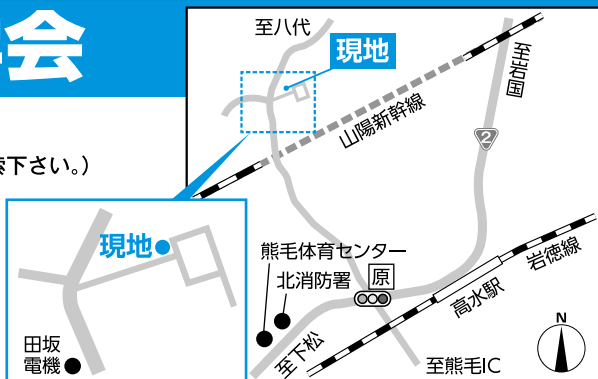 会
下さい。)
至八代
現地
至岩国
2
山陽新幹線
現地
熊毛体育センター
北消防署
原
高水駅
岩徳線
田坂
電機
至下松
至熊毛IC
N